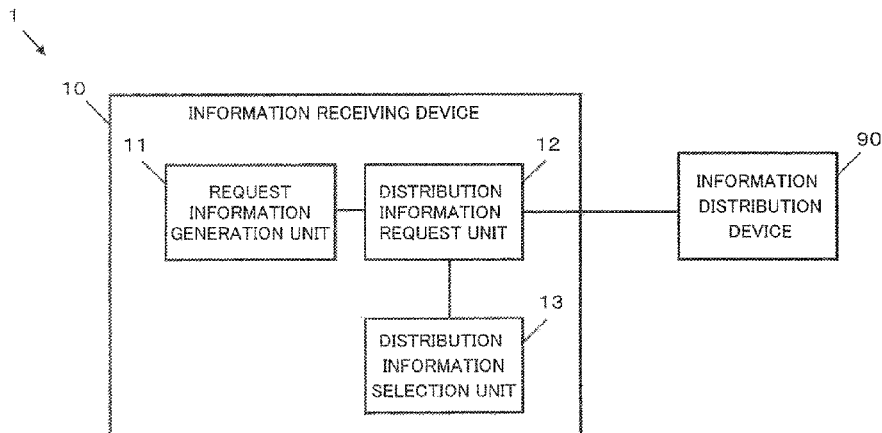 1
10
INFORMATION RECEIVING DEVICE
11
REQUEST
INFORMATION
GENERATION UNIT
12
DISTRIBUTION
INFORMATION
REQUEST UNIT
90
INFORMATION
DISTRIBUTION
DEVICE
13
DISTRIBUTION
INFORMATION
SELECTION UNIT